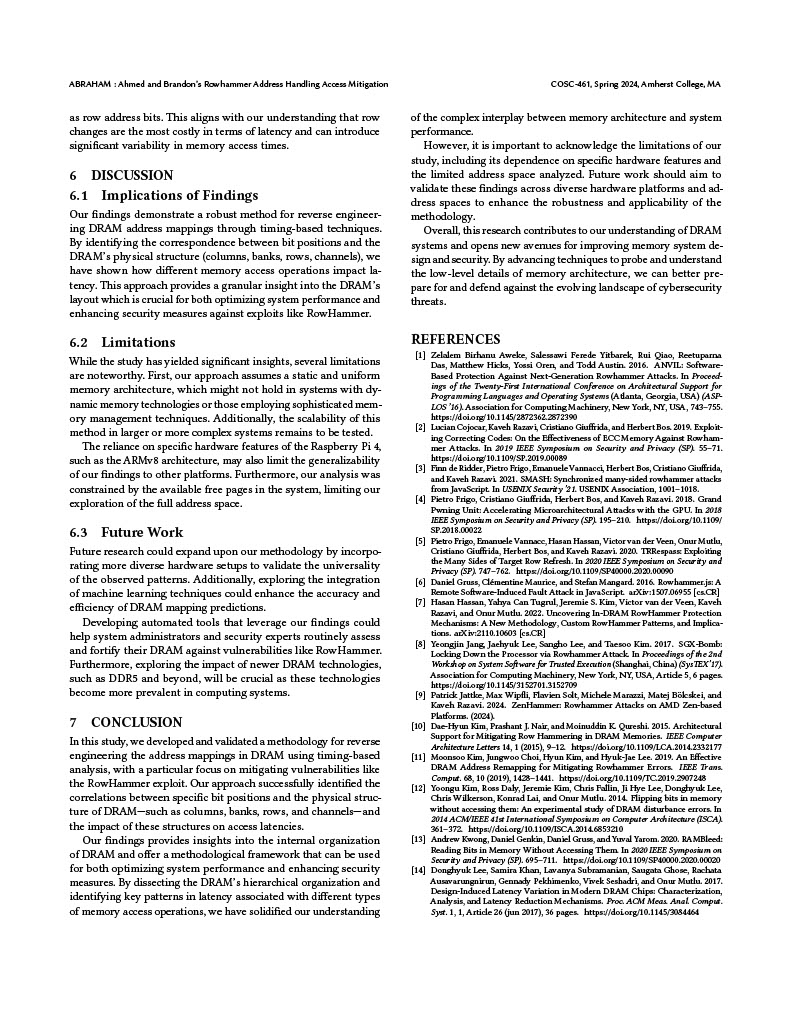 ABRAHAM : Ahmed and Brandon's Rowhammer Address Handling Access Mitigation
COSC-461, Spring 2024, Amherst College, MA
as row address bits. This aligns with our understanding that row
changes are the most costly in terms of latency and can introduce
significant variability in memory access times.
6 DISCUSSION
6.1 Implications of Findings
Our findings demonstrate a robust method for reverse engineer-
ing DRAM address mappings through timing-based techniques.
By identifying the correspondence between bit positions and the
DRAM's physical structure (columns, banks, rows, channels), we
have shown how different memory access operations impact la-
tency. This approach provides a granular insight into the DRAM's
layout which is crucial for both optimizing system performance and
enhancing security measures against exploits like RowHammer.
6.2 Limitations
While the study has yielded significant insights, several limitations
are noteworthy. First, our approach assumes a static and uniform
memory architecture, which might not hold in systems with dy-
namic memory technologies or those employing sophisticated mem-
ory management techniques. Additionally, the scalability of this
method in larger or more complex systems remains to be tested.
The reliance on specific hardware features of the Raspberry Pi 4,
such as the ARMv8 architecture, may also limit the generalizability
of our findings to other platforms. Furthermore, our analysis was
constrained by the available free pages in the system, limiting our
exploration of the full address space.
6.3 Future Work
Future research could expand upon our methodology by incorpo-
rating more diverse hardware setups to validate the universality
of the observed patterns. Additionally, exploring the integration
of machine learning techniques could enhance the accuracy and
efficiency of DRAM mapping predictions.
Developing automated tools that leverage our findings could
help system administrators and security experts routinely assess
and fortify their DRAM against vulnerabilities like RowHammer.
Furthermore, exploring the impact of newer DRAM technologies,
such as DDR5 and beyond, will be crucial as these technologies
become more prevalent in computing systems.
7 CONCLUSION
In this study, we developed and validated a methodology for reverse
engineering the address mappings in DRAM using timing-based
analysis, with a particular focus on mitigating vulnerabilities like
the RowHammer exploit. Our approach successfully identified the
correlations between specific bit positions and the physical struc-
ture of DRAM—such as columns, banks, rows, and channels—and
the impact of these structures on access latencies.
Our findings provides insights into the internal organization
of DRAM and offer a methodological framework that can be used
for both optimizing system performance and enhancing security
measures. By dissecting the DRAM's hierarchical organization and
identifying key patterns in latency associated with different types
of memory access operations, we have solidified our understanding
of the complex interplay between memory architecture and system
performance.
However, it is important to acknowledge the limitations of our
study, including its dependence on specific hardware features and
the limited address space analyzed. Future work should aim to
validate these findings across diverse hardware platforms and ad-
dress spaces to enhance the robustness and applicability of the
methodology.
Overall, this research contributes to our understanding of DRAM
systems and opens new avenues for improving memory system de-
sign and security. By advancing techniques to probe and understand
the low-level details of memory architecture, we can better pre-
pare for and defend against the evolving landscape of cybersecurity
threats.
REFERENCES
[1] Zelalem Birhanu Aweke, Salessawi Ferede Yitbarek, Rui Qiao, Reetuparna
Das, Matthew Hicks, Yossi Oren, and Todd Austin. 2016. ANVIL: Software-
Based Protection Against Next-Generation Rowhammer Attacks. In Proceed-
ings of the Twenty-First International Conference on Architectural Support for
Programming Languages and Operating Systems (Atlanta, Georgia, USA) (ASP-
LOS '16). Association for Computing Machinery, New York, NY, USA, 743–755.
https://doi.org/10.1145/2872362.2872390
[2] Lucian Cojocar, Kaveh Razavi, Cristiano Giuffrida, and Herbert Bos. 2019. Exploit-
ing Correcting Codes: On the Effectiveness of ECC Memory Against Rowham-
mer Attacks. In 2019 IEEE Symposium on Security and Privacy (SP). 55–71.
https://doi.org/10.1109/SP.2019.00089
[3] Finn de Ridder, Pietro Frigo, Emanuele Vannacci, Herbert Bos, Cristiano Giuffrida,
and Kaveh Razavi. 2021. SMASH: Synchronized many-sided rowhammer attacks
from JavaScript. In USENIX Security '21. USENIX Association, 1001–1018.
[4] Pietro Frigo, Cristiano Giuffrida, Herbert Bos, and Kaveh Razavi. 2018. Grand
Pwning Unit: Accelerating Microarchitectural Attacks with the GPU. In 2018
IEEE Symposium on Security and Privacy (SP). 195–210. https://doi.org/10.1109/
SP.2018.00022
[5] Pietro Frigo, Emanuele Vannacc, Hasan Hassan, Victor van der Veen, Onur Mutlu,
Cristiano Giuffrida, Herbert Bos, and Kaveh Razavi. 2020. TRRespass: Exploiting
the Many Sides of Target Row Refresh. In 2020 IEEE Symposium on Security and
Privacy (SP). 747–762. https://doi.org/10.1109/SP40000.2020.00090
[6] Daniel Gruss, Clémentine Maurice, and Stefan Mangard. 2016. Rowhammer.js: A
Remote Software-Induced Fault Attack in JavaScript. arXiv:1507.06955 [cs.CR]
[7] Hasan Hassan, Yahya Can Tugrul, Jeremie S. Kim, Victor van der Veen, Kaveh
Razavi, and Onur Mutlu. 2022. Uncovering In-DRAM RowHammer Protection
Mechanisms: A New Methodology, Custom RowHammer Patterns, and Implica-
tions. arXiv:2110.10603 [cs.CR]
[8] Yeongjin Jang, Jaehyuk Lee, Sangho Lee, and Taesoo Kim. 2017. SGX-Bomb:
Locking Down the Processor via Rowhammer Attack. In Proceedings of the 2nd
Workshop on System Software for Trusted Execution (Shanghai, China) (SysTEX'17).
Association for Computing Machinery, New York, NY, USA, Article 5, 6 pages.
https://doi.org/10.1145/3152701.3152709
[9] Patrick Jattke, Max Wipfli, Flavien Solt, Michele Marazzi, Matej Bölcskei, and
Kaveh Razavi. 2024. ZenHammer: Rowhammer Attacks on AMD Zen-based
Platforms. (2024).
[10] Dae-Hyun Kim, Prashant J. Nair, and Moinuddin K. Qureshi. 2015. Architectural
Support for Mitigating Row Hammering in DRAM Memories. IEEE Computer
Architecture Letters 14, 1 (2015), 9–12. https://doi.org/10.1109/LCA.2014.2332177
[11] Moonsoo Kim, Jungwoo Choi, Hyun Kim, and Hyuk-Jae Lee. 2019. An Effective
DRAM Address Remapping for Mitigating Rowhammer Errors. IEEE Trans.
Comput. 68, 10 (2019), 1428–1441. https://doi.org/10.1109/TC.2019.2907248
[12] Yoongu Kim, Ross Daly, Jeremie Kim, Chris Fallin, Ji Hye Lee, Donghyuk Lee,
Chris Wilkerson, Konrad Lai, and Onur Mutlu. 2014. Flipping bits in memory
without accessing them: An experimental study of DRAM disturbance errors. In
2014 ACM/IEEE 41st International Symposium on Computer Architecture (ISCA).
361–372. https://doi.org/10.1109/ISCA.2014.6853210
[13] Andrew Kwong, Daniel Genkin, Daniel Gruss, and Yuval Yarom. 2020. RAMBleed:
Reading Bits in Memory Without Accessing Them. In 2020 IEEE Symposium on
Security and Privacy (SP). 695–711. https://doi.org/10.1109/SP40000.2020.00020
[14] Donghyuk Lee, Samira Khan, Lavanya Subramanian, Saugata Ghose, Rachata
Ausavarungnirun, Gennady Pekhimenko, Vivek Seshadri, and Onur Mutlu. 2017.
Design-Induced Latency Variation in Modern DRAM Chips: Characterization,
Analysis, and Latency Reduction Mechanisms. Proc. ACM Meas. Anal. Comput.
Syst. 1, 1, Article 26 (jun 2017), 36 pages. https://doi.org/10.1145/3084464